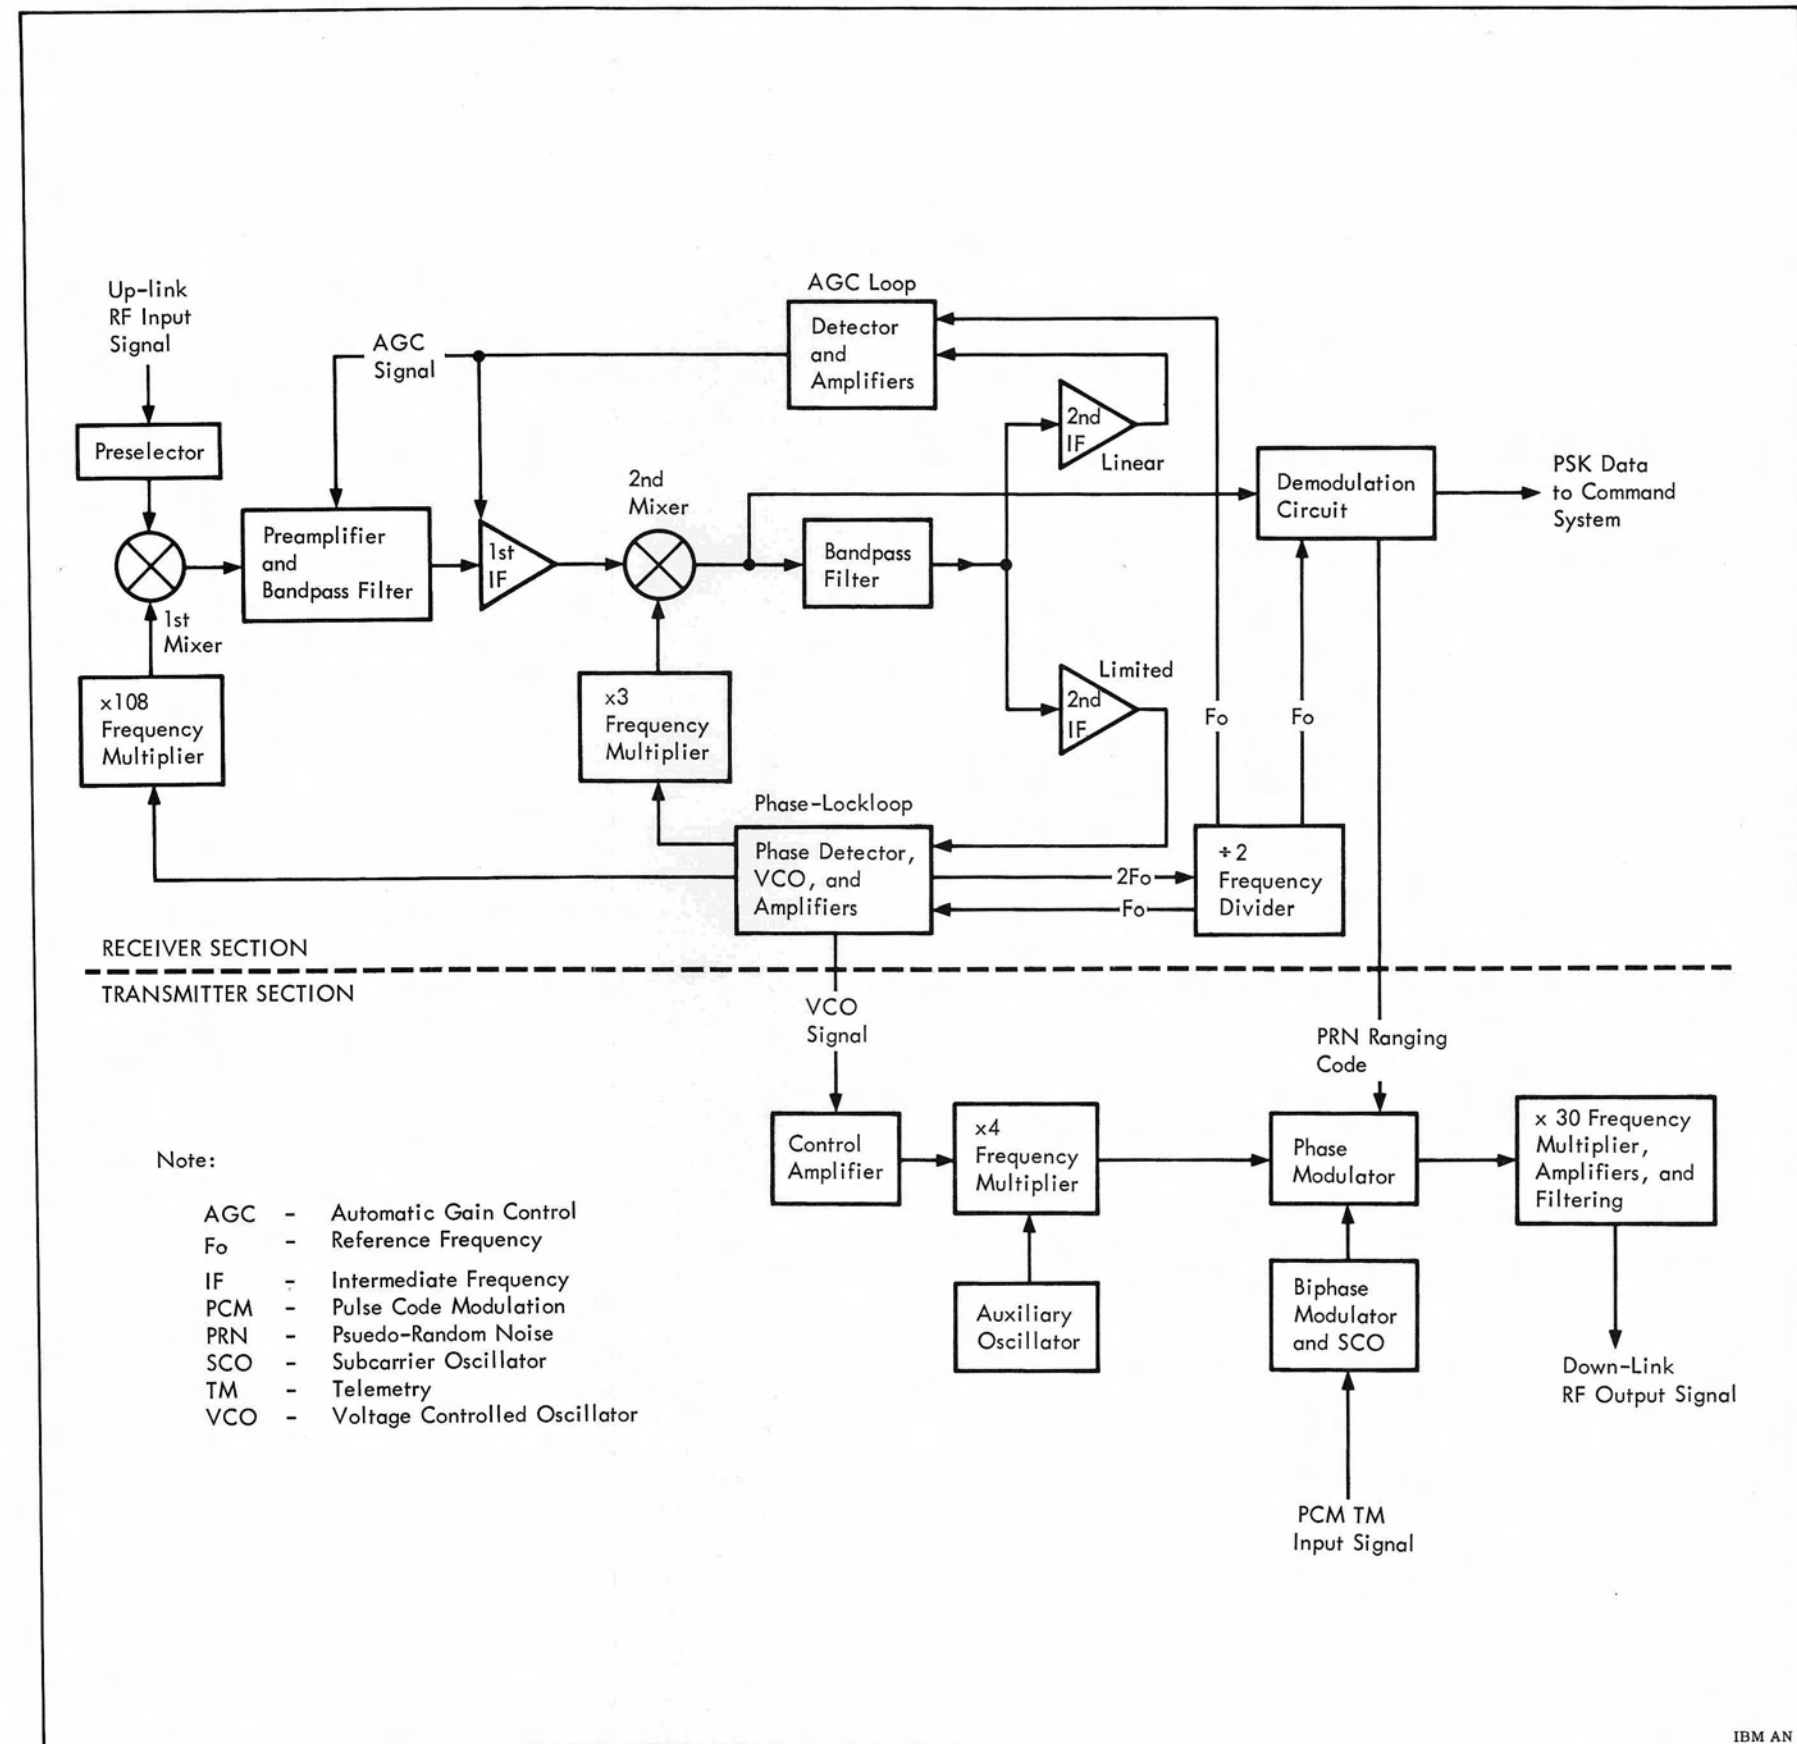 Up-link
RF Input
Signal
Preselector
1st
Mixer
x108
Frequency
Multiplier
AGC
Signal
Preamplifier
and
Bandpass Filter
1st
IF
2nd
Mixer
x3
Frequency
Multiplier
AGC Loop
Detector
and
Amplifiers
Bandpass
Filter
2nd
IF
Linear
Limited
2nd
IF
Phase-Lockloop
Phase Detector,
VCO, and
Amplifiers
2Fo
Fo
Fo
Fo
÷2
Frequency
Divider
Demodulation
Circuit
PSK Data
to Command
System
RECEIVER SECTION
TRANSMITTER SECTION
VCO
Signal
PRN Ranging
Code
Control
Amplifier
x4
Frequency
Multiplier
Auxiliary
Oscillator
Phase
Modulator
Biphase
Modulator
and SCO
PCM TM
Input Signal
x 30 Frequency
Multiplier,
Amplifiers, and
Filtering
Down-Link
RF Output Signal
Note:
AGC - Automatic Gain Control
Fo - Reference Frequency
IF - Intermediate Frequency
PCM - Pulse Code Modulation
PRN - Psuedo-Random Noise
SCO - Subcarrier Oscillator
TM - Telemetry
VCO - Voltage Controlled Oscillator
IBM AN